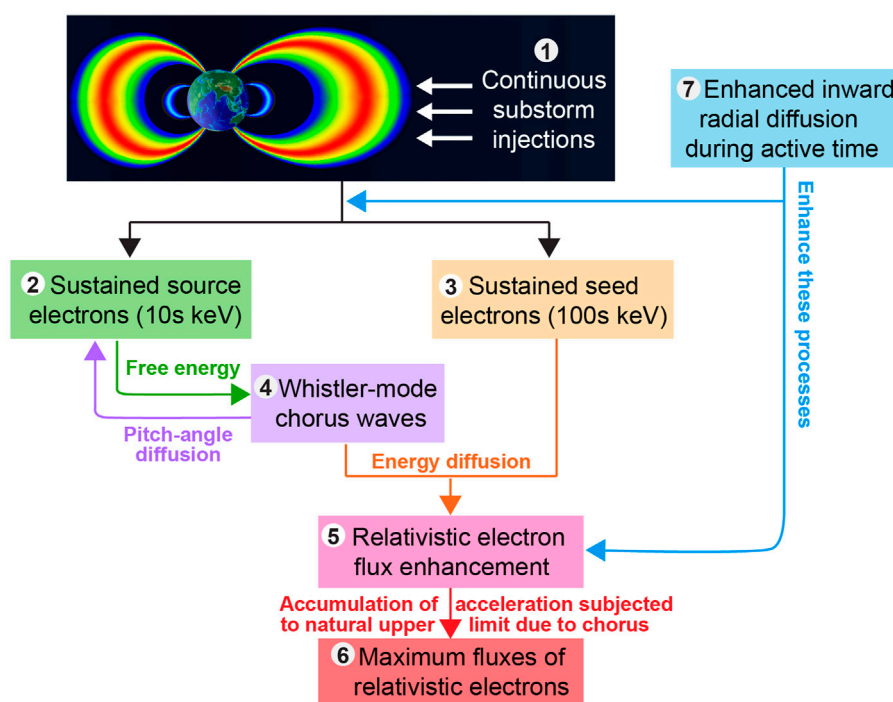 1
Continuous
substorm
injections
7 Enhanced inward
radial diffusion
during active time
Enhance these processes
2 Sustained source
electrons (10s keV)
3 Sustained seed
electrons (100s keV)
Free energy
4 Whistler-mode
chorus waves
Pitch-angle
diffusion
Energy diffusion
5 Relativistic electron
flux enhancement
Accumulation of acceleration subjected
to natural upper limit due to chorus
6 Maximum fluxes of
relativistic electrons